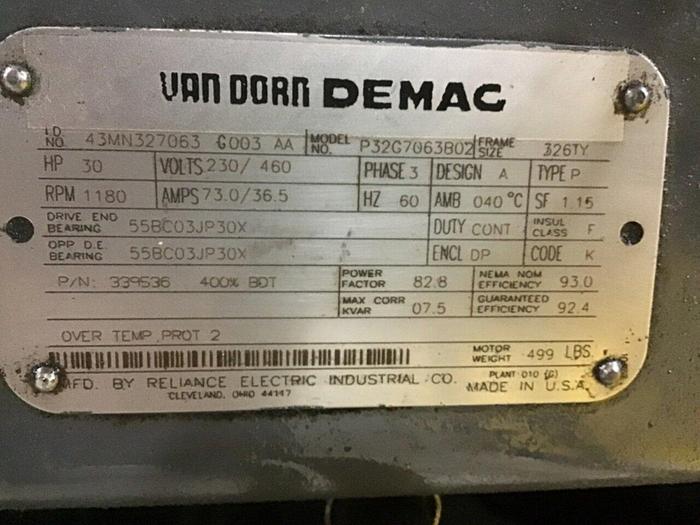 VAN DORN DEMAG
I.D. NO. 43MN327063 G003 AA MODEL NO. P32G7063B02 FRAME SIZE 326TY
HP 30 VOLTS 230/ 460 PHASE 3 DESIGN A TYPE P
RPM 1180 AMPS 73.0/36.5 HZ 60 AMB 040 °C SF 1.15
DRIVE END BEARING 55BC03JP30X DUTY CONT INSUL CLASS F
OPP D.E. BEARING 55BC03JP30X ENCL DP CODE K
P/N: 339536 400% BDT POWER FACTOR 82.8 NEMA NOM EFFICIENCY 93.0
MAX CORR KVAR 07.5 GUARANTEED EFFICIENCY 92.4
OVER TEMP.PROT 2
MOTOR WEIGHT 499 LBS.
MFD. BY RELIANCE ELECTRIC INDUSTRIAL CO. PLANT 010 (G)
CLEVELAND, OHIO 44117 MADE IN U.S.A.